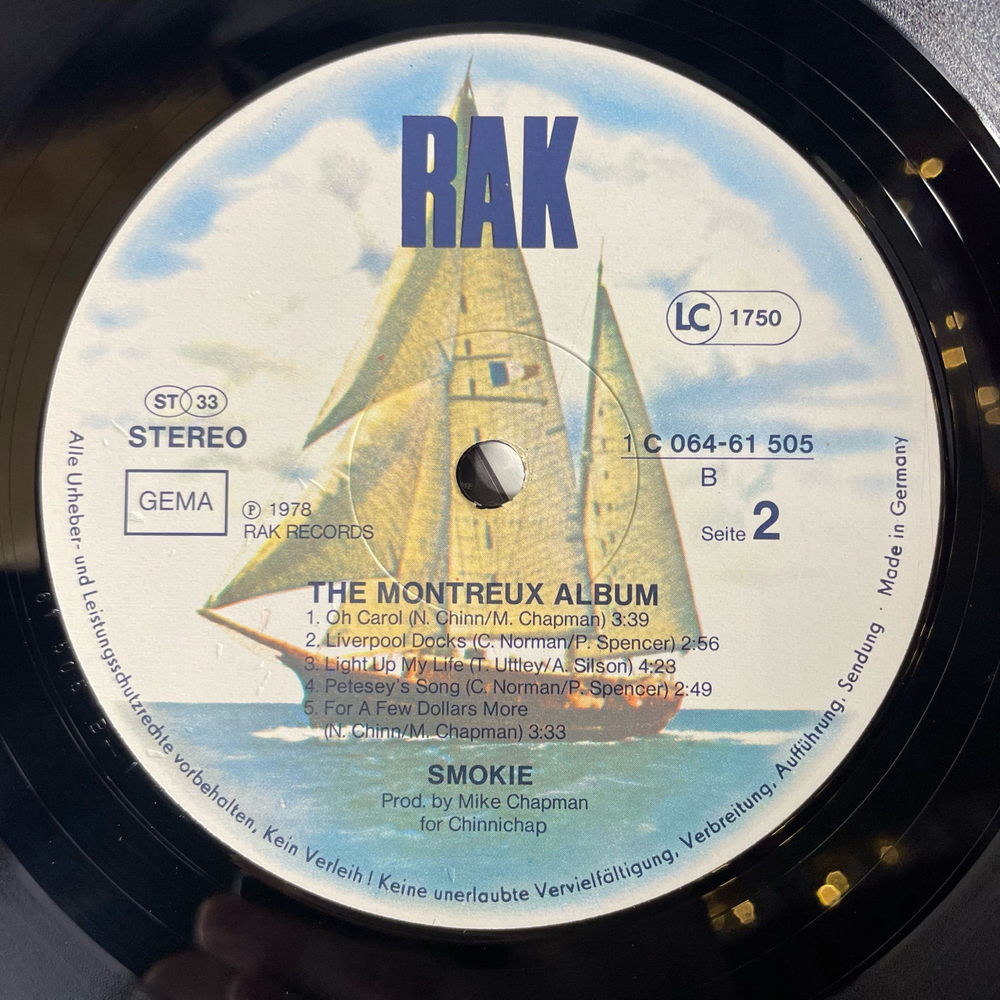 RAK
LC 1750
ST 33
STEREO
GEMA
℗ 1978
RAK RECORDS
1 C 064-61 505
B
Seite 2
THE MONTREUX ALBUM
1. Oh Carol (N. Chinn/M. Chapman) 3:39
2. Liverpool Docks (C. Norman/P. Spencer) 2:56
3. Light Up My Life (T. Uttley/A. Silson) 4:23
4. Petesey's Song (C. Norman/P. Spencer) 2:49
5. For A Few Dollars More
(N. Chinn/M. Chapman) 3:33
SMOKIE
Prod. by Mike Chapman
for Chinnichap
Alle Urheber- und Leistungsschutzrechte vorbehalten, Kein Verleih! Keine unerlaubte Vervielfältigung, Verbreitung, Aufführung, Sendung · Made in Germany